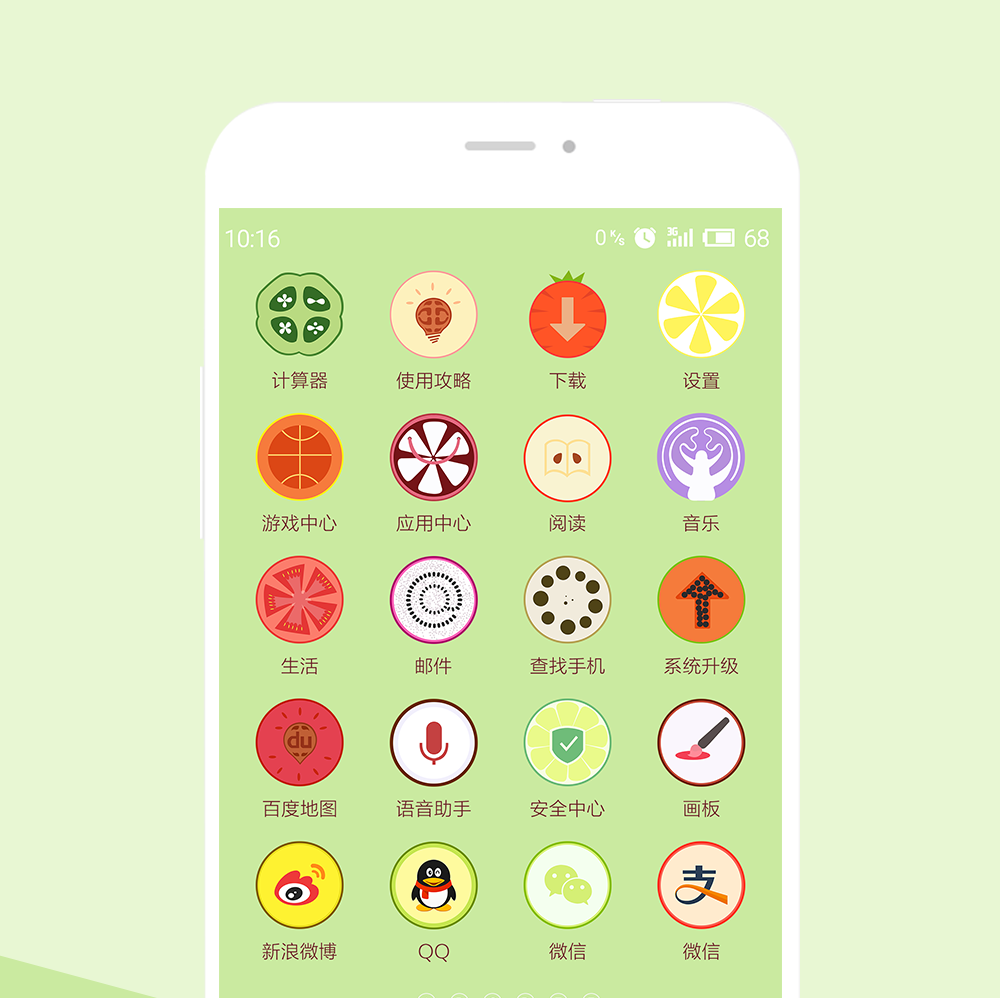 10:16 0 K/s 3G 68
计算器 使用攻略 下载 设置
游戏中心 应用中心 阅读 音乐
生活 邮件 查找手机 系统升级
du
百度地图 语音助手 安全中心 画板
支
新浪微博 QQ 微信 微信